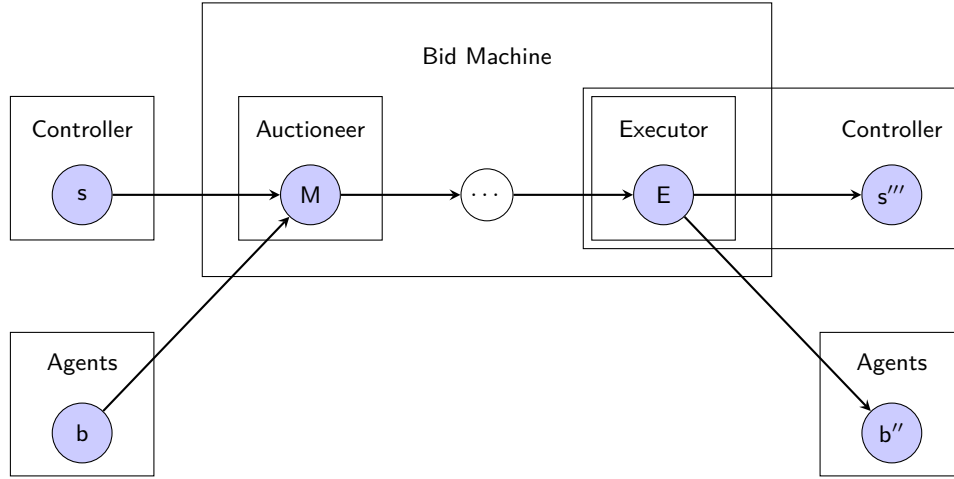 Bid Machine
Controller
Auctioneer
Executor
Controller
s
M
...
E
s′′′
Agents
Agents
b
b′′